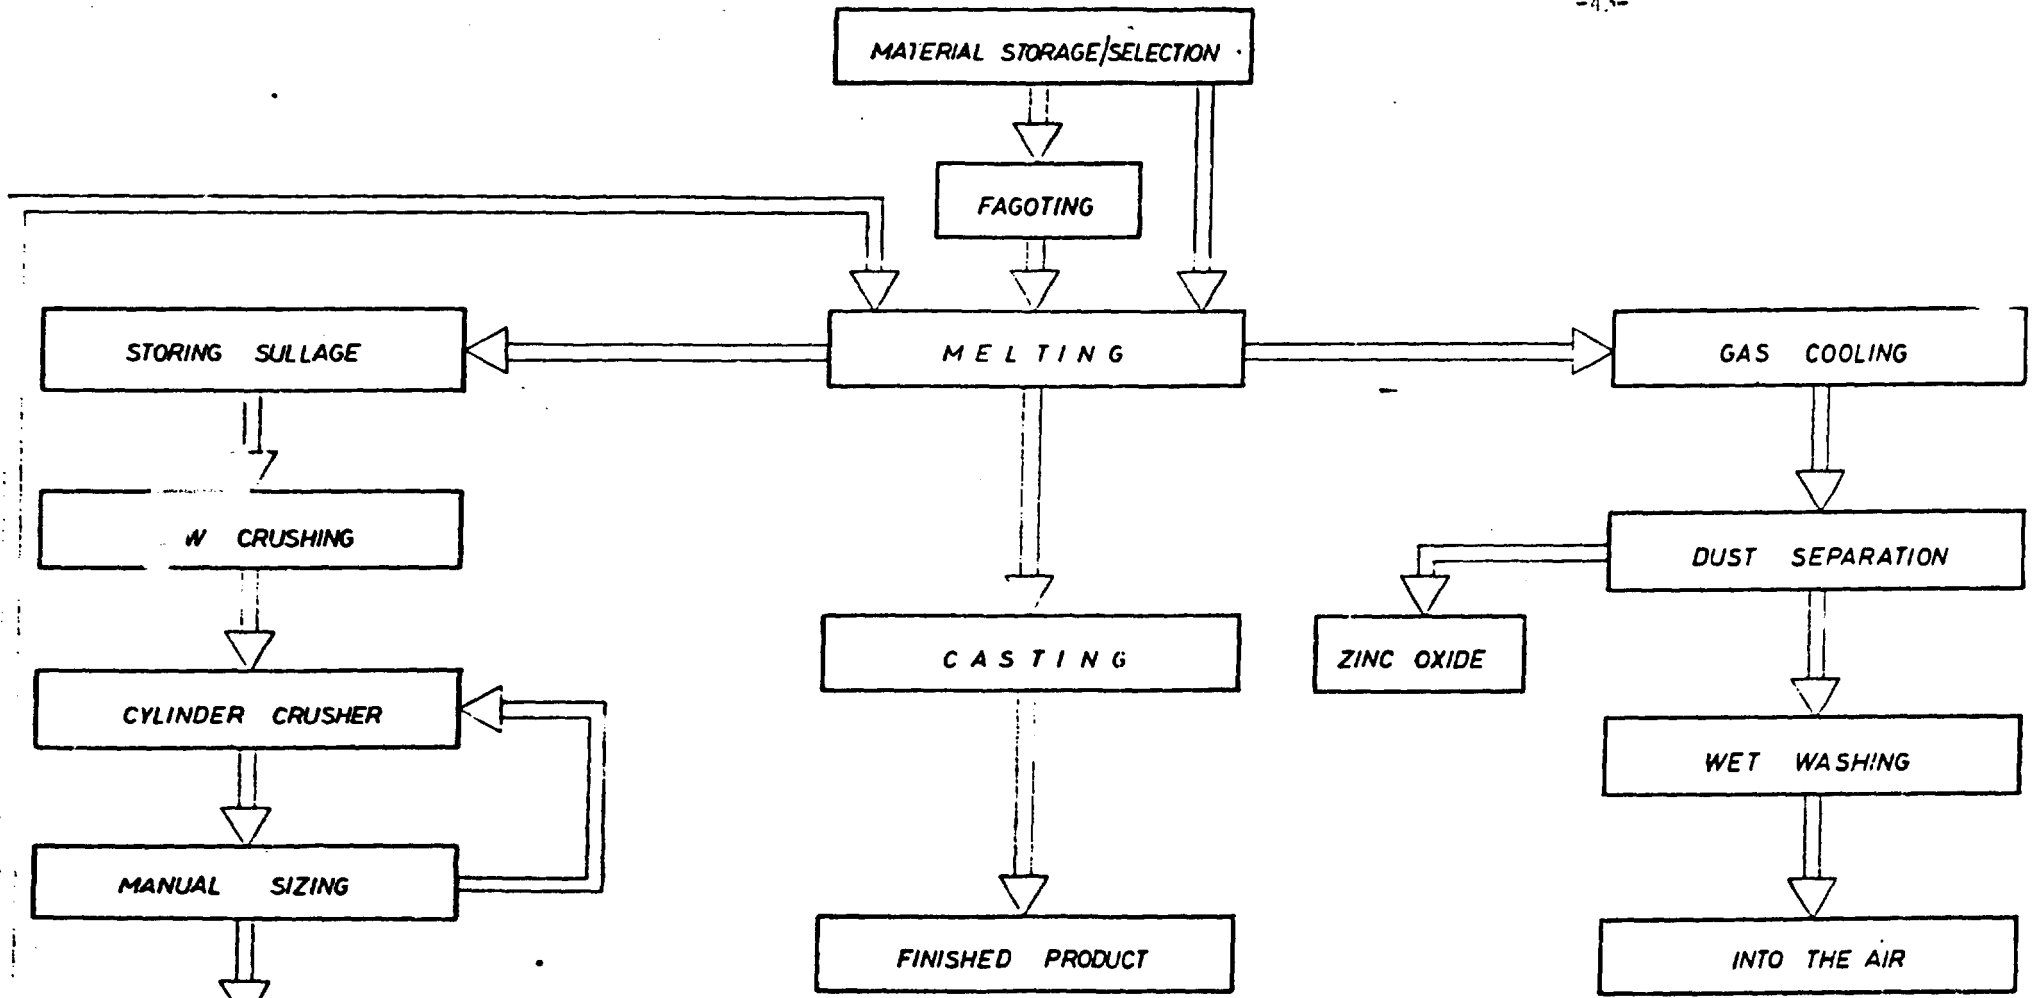 MATERIAL STORAGE/SELECTION
FAGOTING
STORING SULLAGE
MELTING
GAS COOLING
CRUSHING
DUST SEPARATION
CASTING
ZINC OXIDE
CYLINDER CRUSHER
WET WASHING
MANUAL SIZING
FINISHED PRODUCT
INTO THE AIR